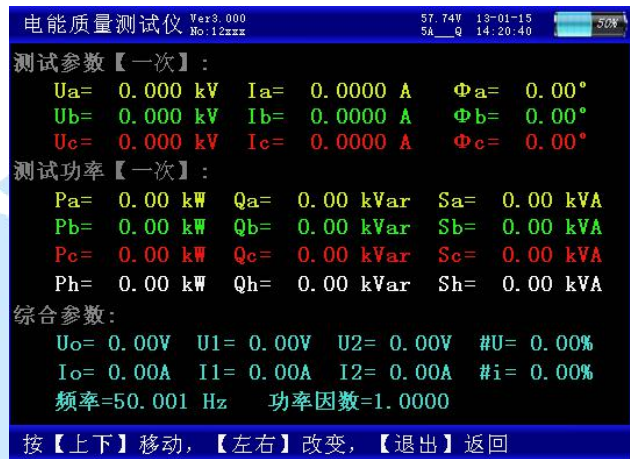 电能质量测试仪 Ver3.000 57.74V 13-01-15 50%
No:12xxx 5A__Q 14:20:40
测试参数【一次】:
Ua= 0.000 kV Ia= 0.0000 A Φa= 0.00°
Ub= 0.000 kV Ib= 0.0000 A Φb= 0.00°
Uc= 0.000 kV Ic= 0.0000 A Φc= 0.00°
测试功率【一次】:
Pa= 0.00 kW Qa= 0.00 kVar Sa= 0.00 kVA
Pb= 0.00 kW Qb= 0.00 kVar Sb= 0.00 kVA
Pc= 0.00 kW Qc= 0.00 kVar Sc= 0.00 kVA
Ph= 0.00 kW Qh= 0.00 kVar Sh= 0.00 kVA
综合参数:
Uo= 0.00V U1= 0.00V U2= 0.00V #U= 0.00%
Io= 0.00A I1= 0.00A I2= 0.00A #i= 0.00%
频率=50.001 Hz 功率因数=1.0000
按【上下】移动，【左右】改变，【退出】返回